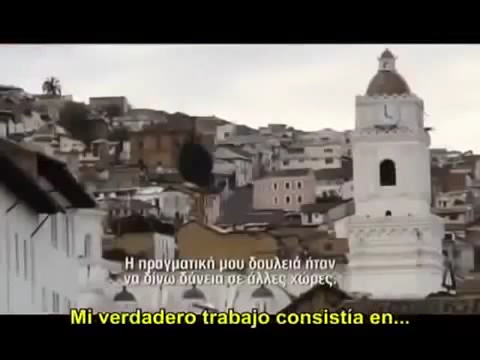 Η πραγματική μου δουλειά ήταν
να δίνω δάνεια σε άλλες χώρες.
Mi verdadero trabajo consistía en...